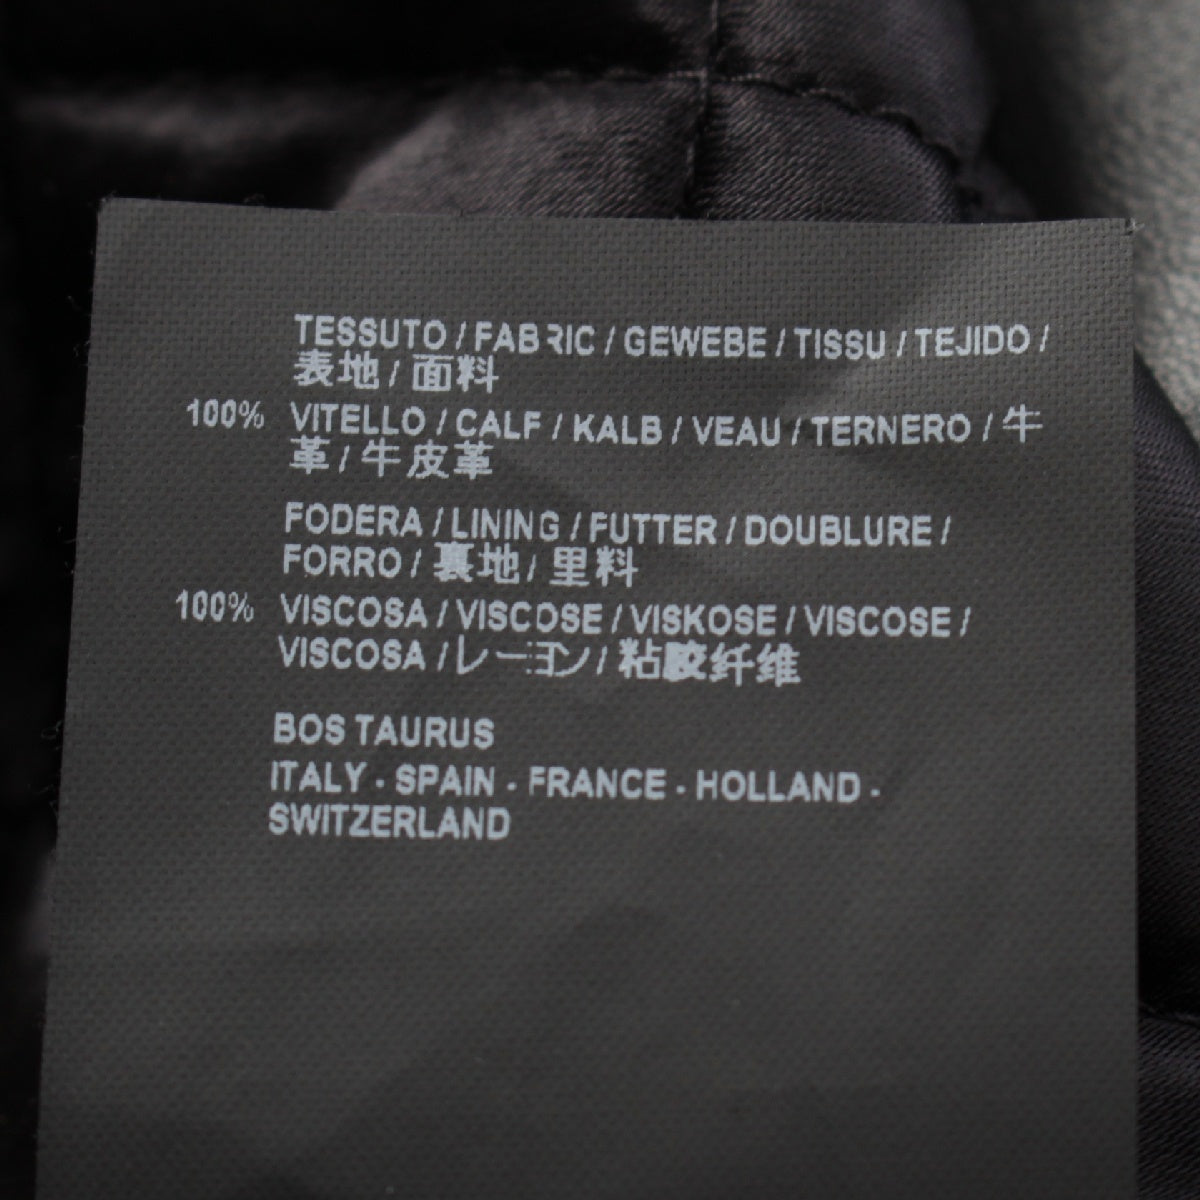 TESSUTO / FABRIC / GEWEBE / TISSU / TEJIDO /
表地 / 面料
100% VITELLO / CALF / KALB / VEAU / TERNERO / 牛
革 / 牛皮革
FODERA / LINING / FUTTER / DOUBLURE /
FORRO / 裏地 / 里料
100% VISCOSA / VISCOSE / VISKOSE / VISCOSE /
VISCOSA / レーヨン / 粘胶纤维
BOS TAURUS
ITALY - SPAIN - FRANCE - HOLLAND -
SWITZERLAND